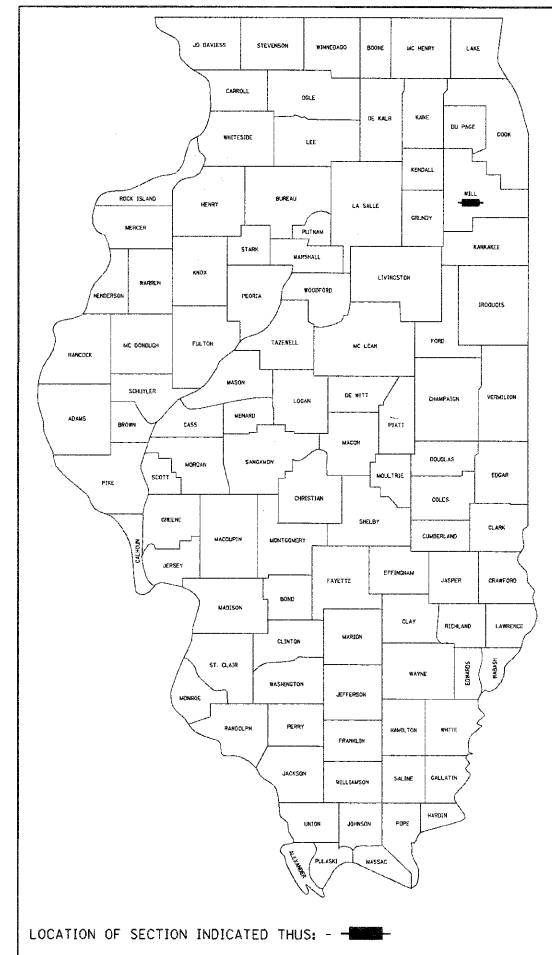 JO DAVIESS STEVENSON WINNEBAGO BOONE MC HENRY LAKE
CARROLL OGLE DE KALB KANE DU PAGE COOK
WHITESIDE LEE KENDALL WILL
ROCK ISLAND HENRY BUREAU LA SALLE GRUNDY
MERCER PUTNAM KANKAKEE
STARK MARSHALL
HENDERSON WARREN KNOX PEORIA WOODFORD LIVINGSTON IROQUOIS
HANCOCK MC DONOUGH FULTON TAZEWELL MC LEAN FORD
SCHUYLER MASON LOGAN DE WITT CHAMPAIGN VERMILION
ADAMS BROWN CASS MENARD MACON PIATT
PIKE SCOTT MORGAN SANGAMON MOULTRIE DOUGLAS EDGAR
CHRISTIAN COLES
GREENE MACOUPIN MONTGOMERY SHELBY CUMBERLAND CLARK
CALHOUN JERSEY FAYETTE EFFINGHAM JASPER CRAWFORD
MADISON BOND CLAY RICHLAND LAWRENCE
CLINTON MARION
ST. CLAIR WASHINGTON WAYNE EDWARDS WABASH
MONROE JEFFERSON
RANDOLPH PERRY HAMILTON WHITE
FRANKLIN
JACKSON WILLIAMSON SALINE GALLATIN
UNION JOHNSON POPE HARDIN
ALEXANDER PULASKI MASSAC
LOCATION OF SECTION INDICATED THUS: -